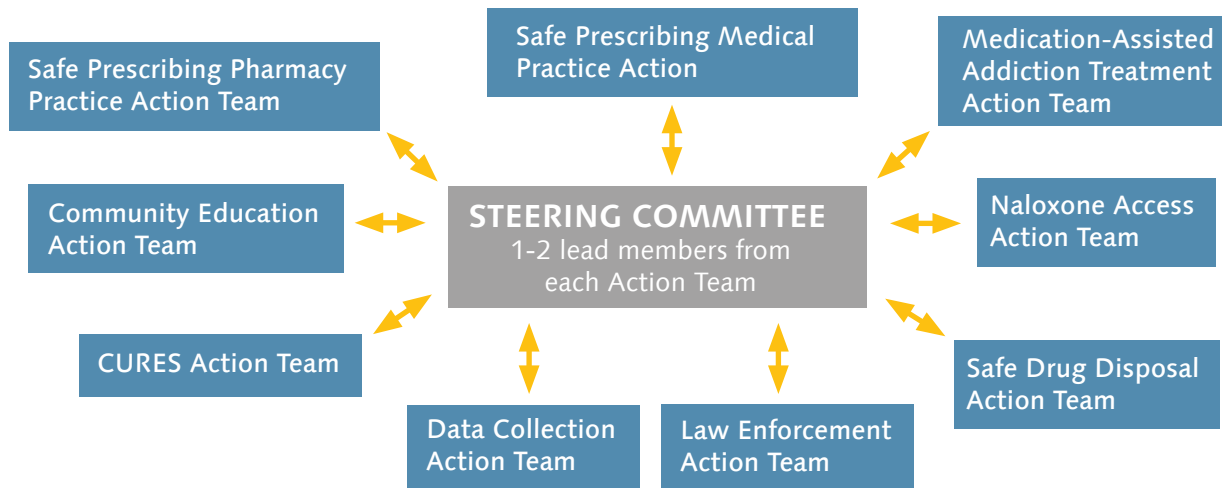 Safe Prescribing Pharmacy
Practice Action Team
Safe Prescribing Medical
Practice Action
Medication-Assisted
Addiction Treatment
Action Team
Community Education
Action Team
STEERING COMMITTEE
1-2 lead members from
each Action Team
Naloxone Access
Action Team
CURES Action Team
Data Collection
Action Team
Law Enforcement
Action Team
Safe Drug Disposal
Action Team